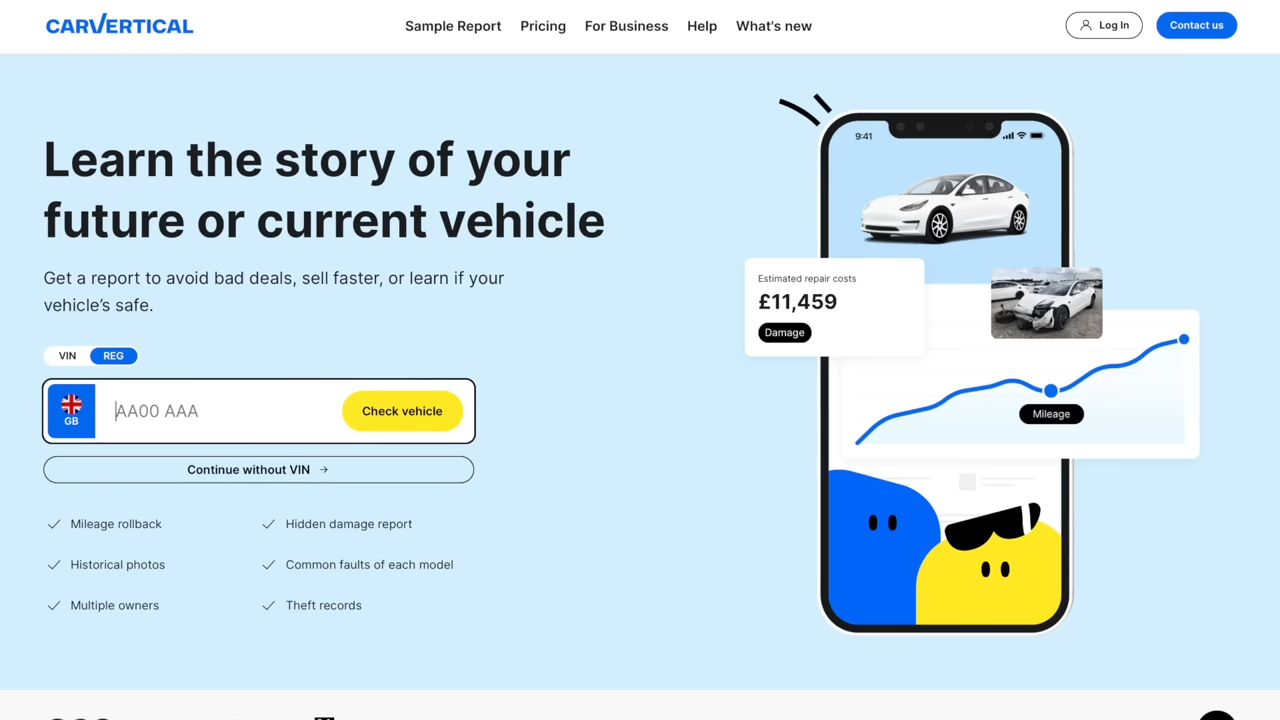 CARVERTICAL
Sample Report
Pricing
For Business
Help
What's new
Log In
Contact us
Learn the story of your
future or current vehicle
Get a report to avoid bad deals, sell faster, or learn if your
vehicle's safe.
VIN
REG
GB
AA00 AAA
Check vehicle
Continue without VIN →
Mileage rollback
Hidden damage report
Historical photos
Common faults of each model
Multiple owners
Theft records
9:41
Estimated repair costs
£11,459
Damage
Mileage